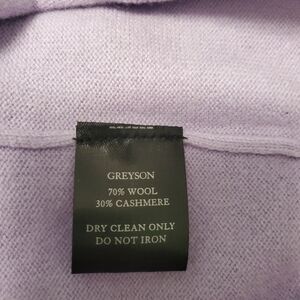 GREYSON
70% WOOL
30% CASHMERE
DRY CLEAN ONLY
DO NOT IRON